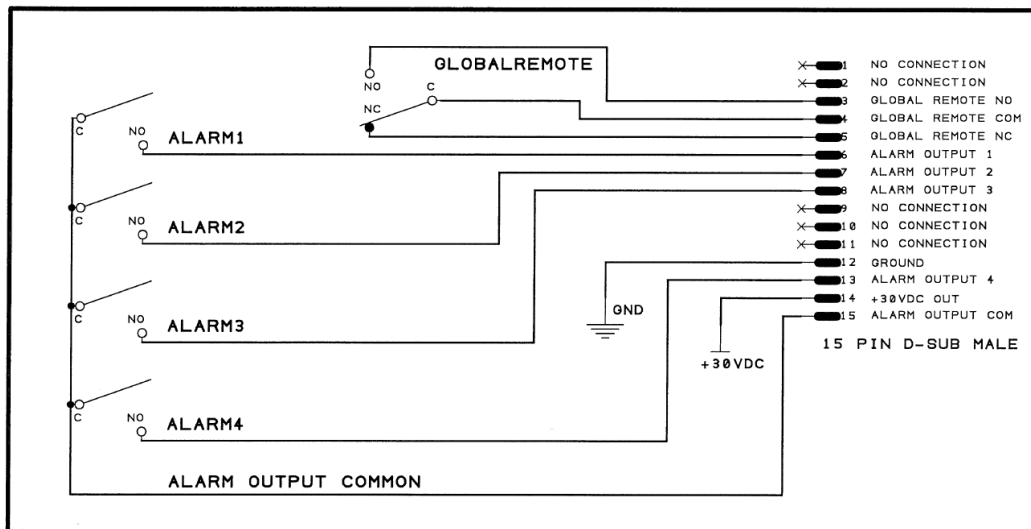 GLOBALREMOTE
NO
C
NC
C
NO
ALARM1
C
NO
ALARM2
C
NO
ALARM3
C
NO
ALARM4
ALARM OUTPUT COMMON
GND
+30VDC
1 NO CONNECTION
2 NO CONNECTION
3 GLOBAL REMOTE NO
4 GLOBAL REMOTE COM
5 GLOBAL REMOTE NC
6 ALARM OUTPUT 1
7 ALARM OUTPUT 2
8 ALARM OUTPUT 3
9 NO CONNECTION
10 NO CONNECTION
11 NO CONNECTION
12 GROUND
13 ALARM OUTPUT 4
14 +30VDC OUT
15 ALARM OUTPUT COM
15 PIN D-SUB MALE